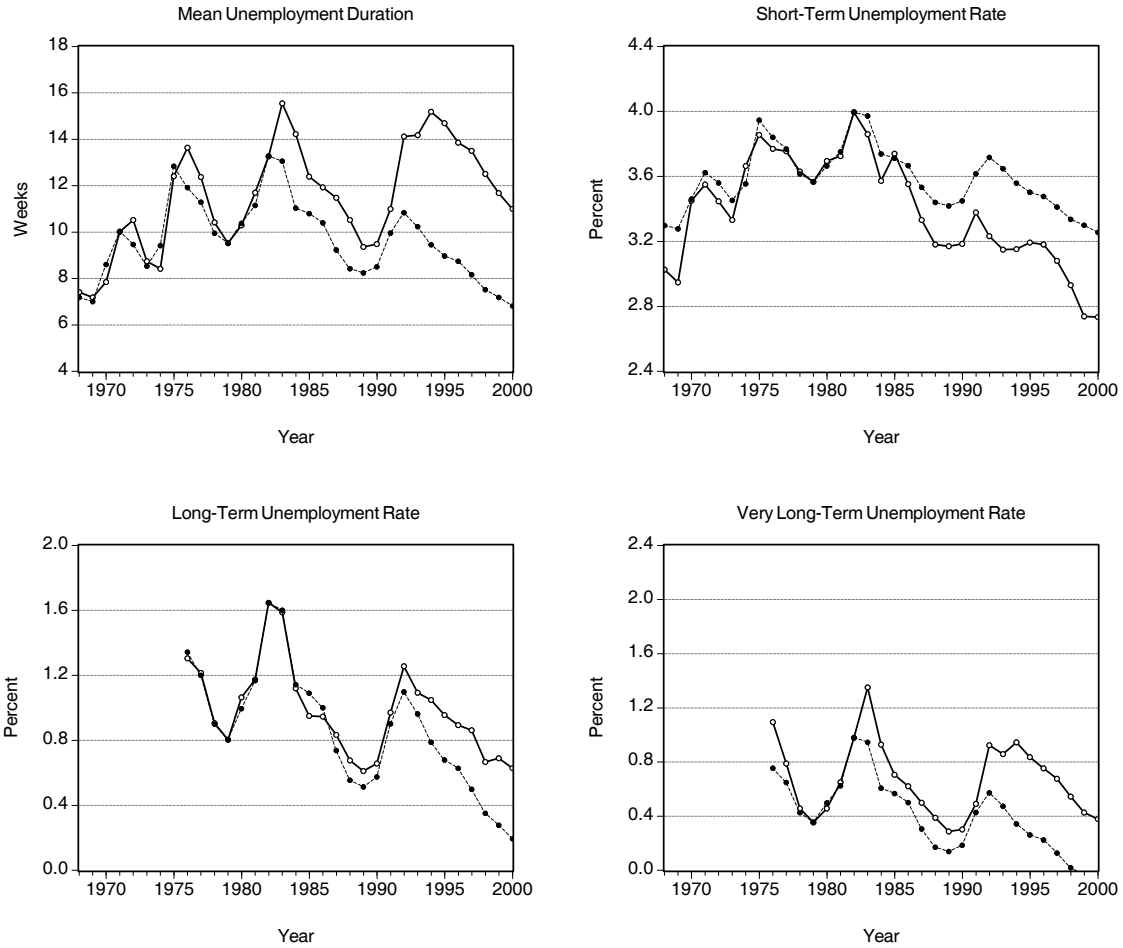 Mean Unemployment Duration
18
16
14
12
10
8
6
4
Weeks
1970 1975 1980 1985 1990 1995 2000
Year
Short-Term Unemployment Rate
4.4
4.0
3.6
3.2
2.8
2.4
Percent
1970 1975 1980 1985 1990 1995 2000
Year
Long-Term Unemployment Rate
2.0
1.6
1.2
0.8
0.4
0.0
Percent
1970 1975 1980 1985 1990 1995 2000
Year
Very Long-Term Unemployment Rate
2.4
2.0
1.6
1.2
0.8
0.4
0.0
Percent
1970 1975 1980 1985 1990 1995 2000
Year